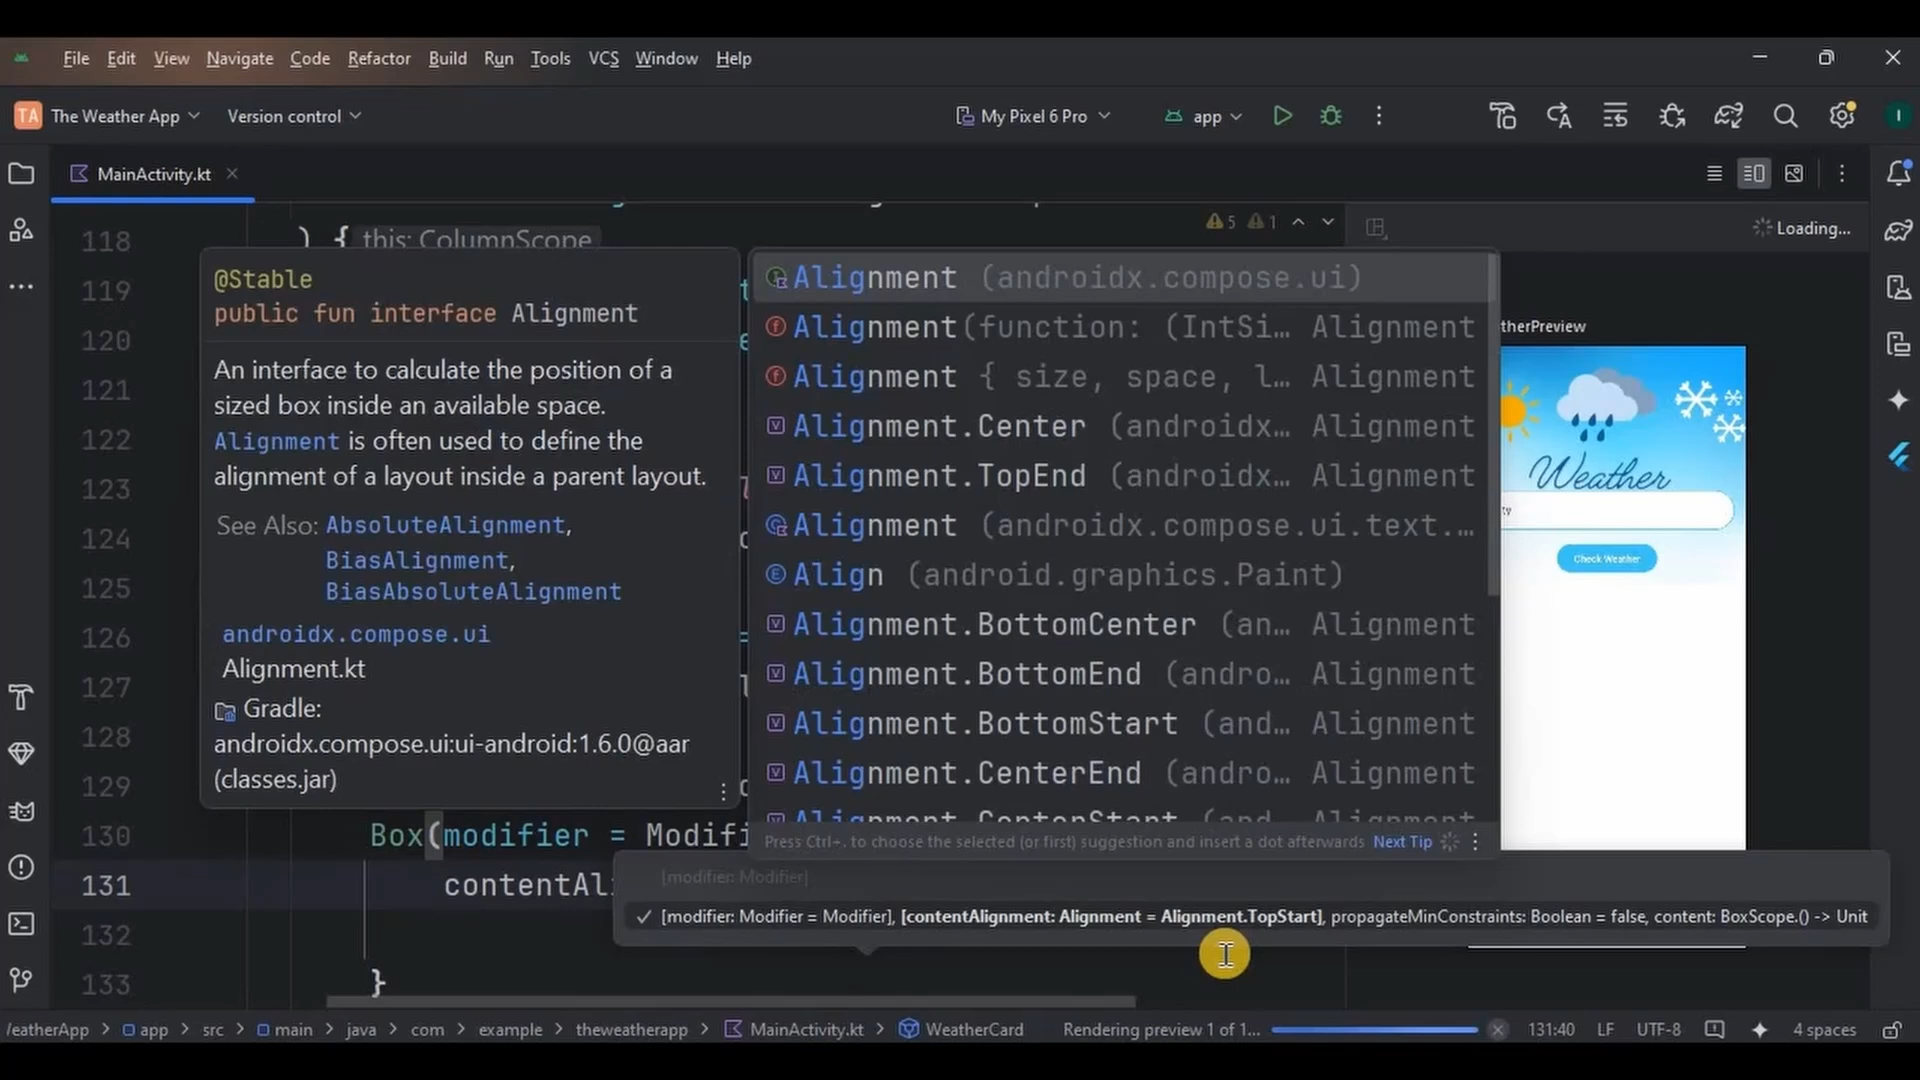 File Edit View Navigate Code Refactor Build Run Tools VCS Window Help
TA The Weather App Version control My Pixel 6 Pro app I
MainActivity.kt
118 ) { this: ColumnScope 5 1 Loading...
119
120
121
122
123
124
125
126
127
128
129
@Stable
public fun interface Alignment
An interface to calculate the position of a
sized box inside an available space.
Alignment is often used to define the
alignment of a layout inside a parent layout.
See Also: AbsoluteAlignment,
BiasAlignment,
BiasAbsoluteAlignment
androidx.compose.ui
Alignment.kt
Gradle:
androidx.compose.ui:ui-android:1.6.0@aar
(classes.jar)
Alignment (androidx.compose.ui)
Alignment(function: (IntSi… Alignment
Alignment { size, space, l… Alignment
Alignment.Center (androidx… Alignment
Alignment.TopEnd (androidx… Alignment
Alignment (androidx.compose.ui.text.…
Align (android.graphics.Paint)
Alignment.BottomCenter (an… Alignment
Alignment.BottomEnd (andro… Alignment
Alignment.BottomStart (and… Alignment
Alignment.CenterEnd (andro… Alignment
Alignment.CenterStart (and… Alignment
Press Ctrl+. to choose the selected (or first) suggestion and insert a dot afterwards Next Tip
therPreview
Weather
ty
Check Weather
130 Box(modifier = Modifi
131 contentAli
[modifier: Modifier]
[modifier: Modifier = Modifier], [contentAlignment: Alignment = Alignment.TopStart], propagateMinConstraints: Boolean = false, content: BoxScope.() -> Unit
132
133 }
/eatherApp > app > src > main > java > com > example > theweatherapp > MainActivity.kt > WeatherCard Rendering preview 1 of 1... 131:40 LF UTF-8 4 spaces